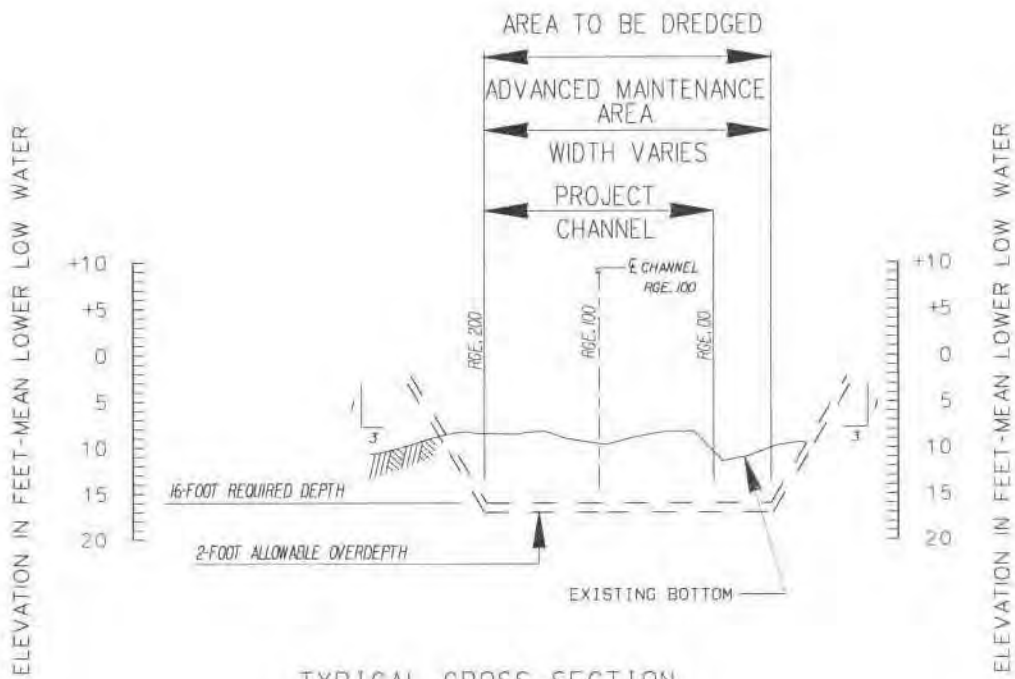 AREA TO BE DREDGED
ADVANCED MAINTENANCE
AREA
WIDTH VARIES
PROJECT
CHANNEL
℄ CHANNEL
RGE. 100
RGE. 200
RGE. 100
RGE. 00
ELEVATION IN FEET-MEAN LOWER LOW WATER
+10
+5
0
5
10
15
20
1
3
16-FOOT REQUIRED DEPTH
2-FOOT ALLOWABLE OVERDEPTH
EXISTING BOTTOM
1
3
+10
+5
0
5
10
15
20
ELEVATION IN FEET-MEAN LOWER LOW WATER
TYPICAL CROSS SECTION